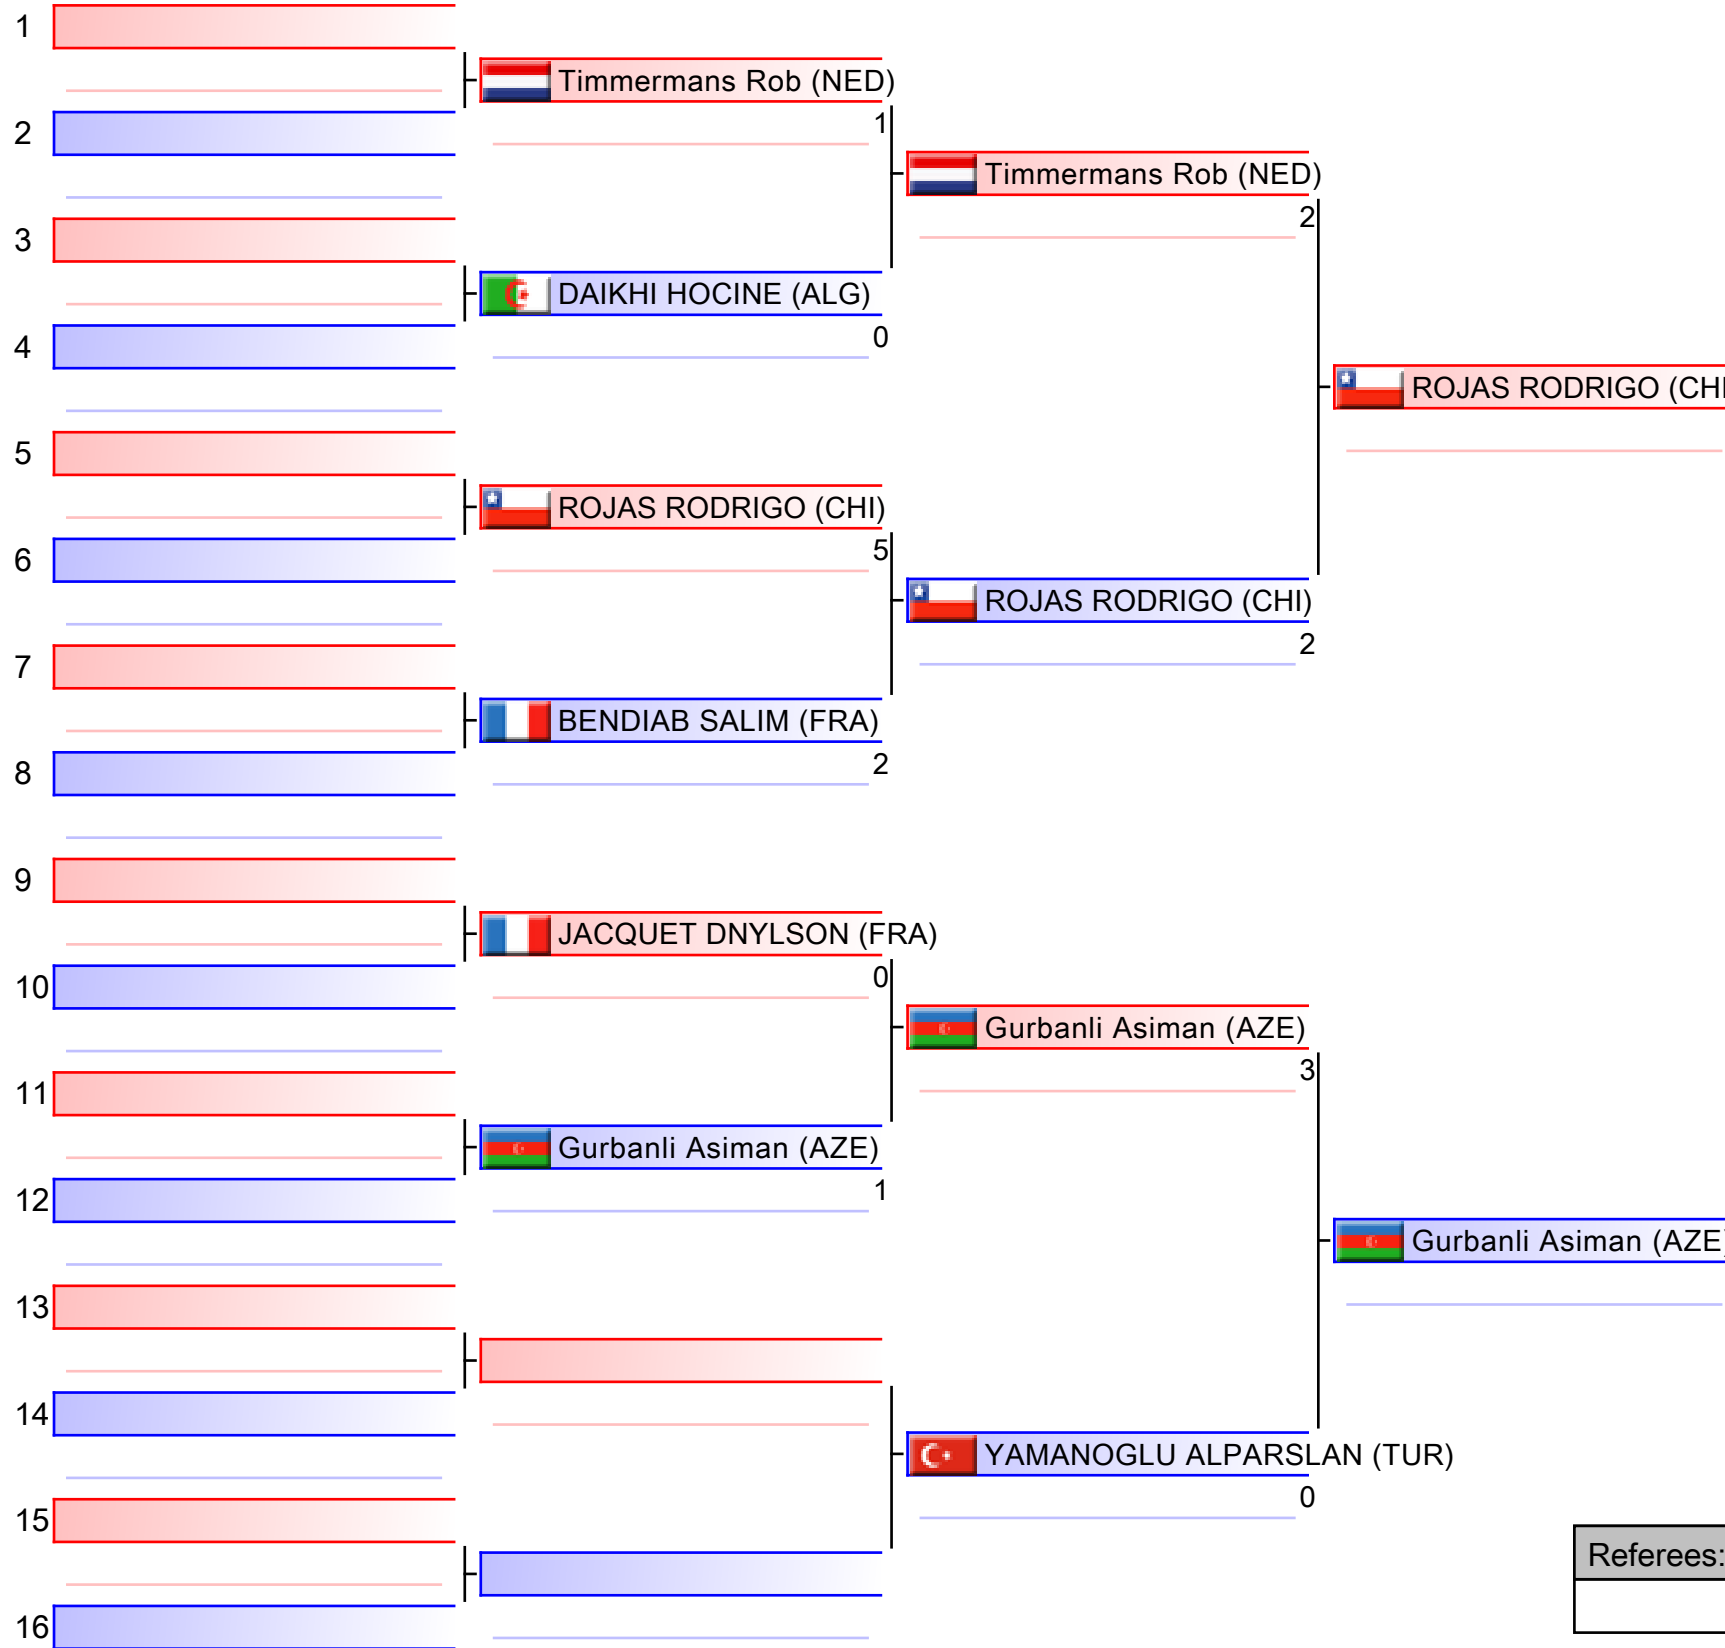 1
Timmermans Rob (NED)
1
2
Timmermans Rob (NED)
2
3
DAIKHI HOCINE (ALG)
0
4
ROJAS RODRIGO (CHI
5
ROJAS RODRIGO (CHI)
5
6
ROJAS RODRIGO (CHI)
2
7
BENDIAB SALIM (FRA)
2
8
9
JACQUET DNYLSON (FRA)
0
10
Gurbanli Asiman (AZE)
3
11
Gurbanli Asiman (AZE)
1
12
Gurbanli Asiman (AZE)
13
14
YAMANOGLU ALPARSLAN (TUR)
0
15
Referees:
16